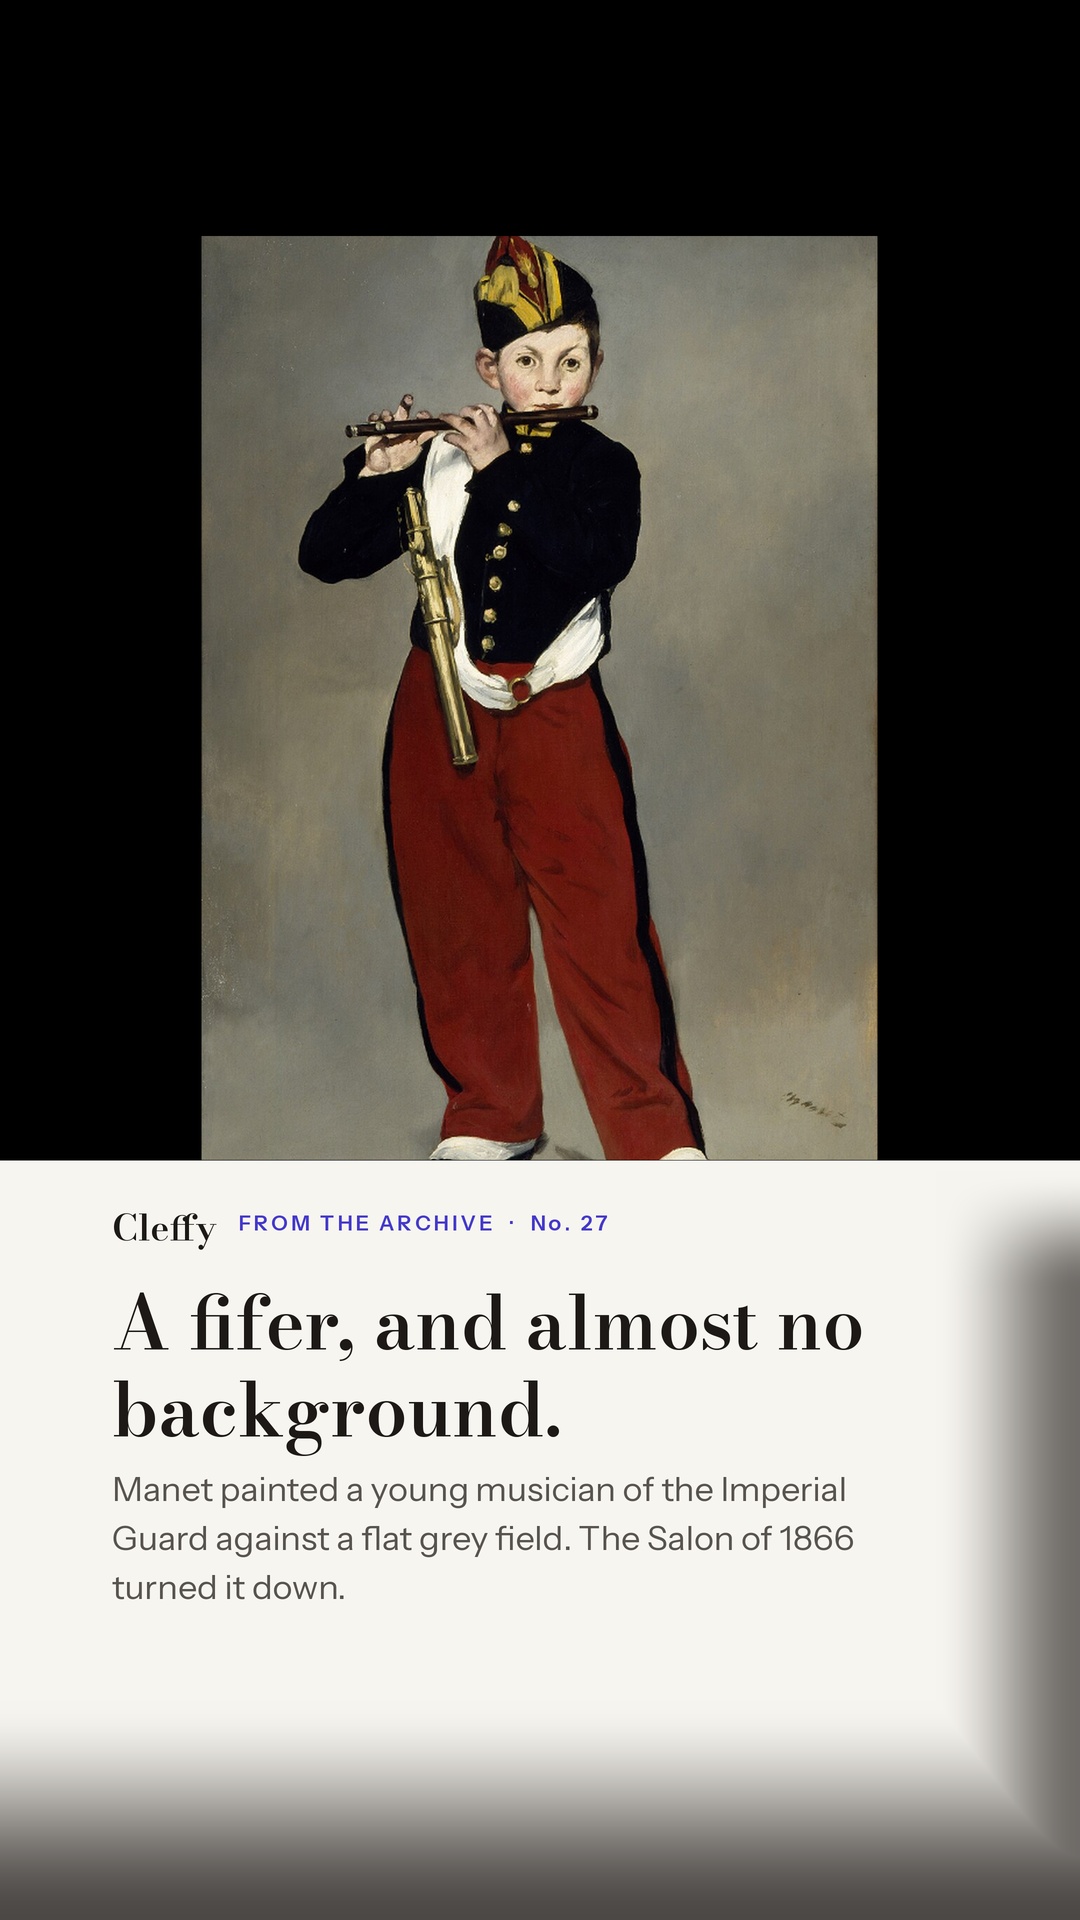 Cleffy FROM THE ARCHIVE · No. 27
A fifer, and almost no
background.
Manet painted a young musician of the Imperial
Guard against a flat grey field. The Salon of 1866
turned it down.